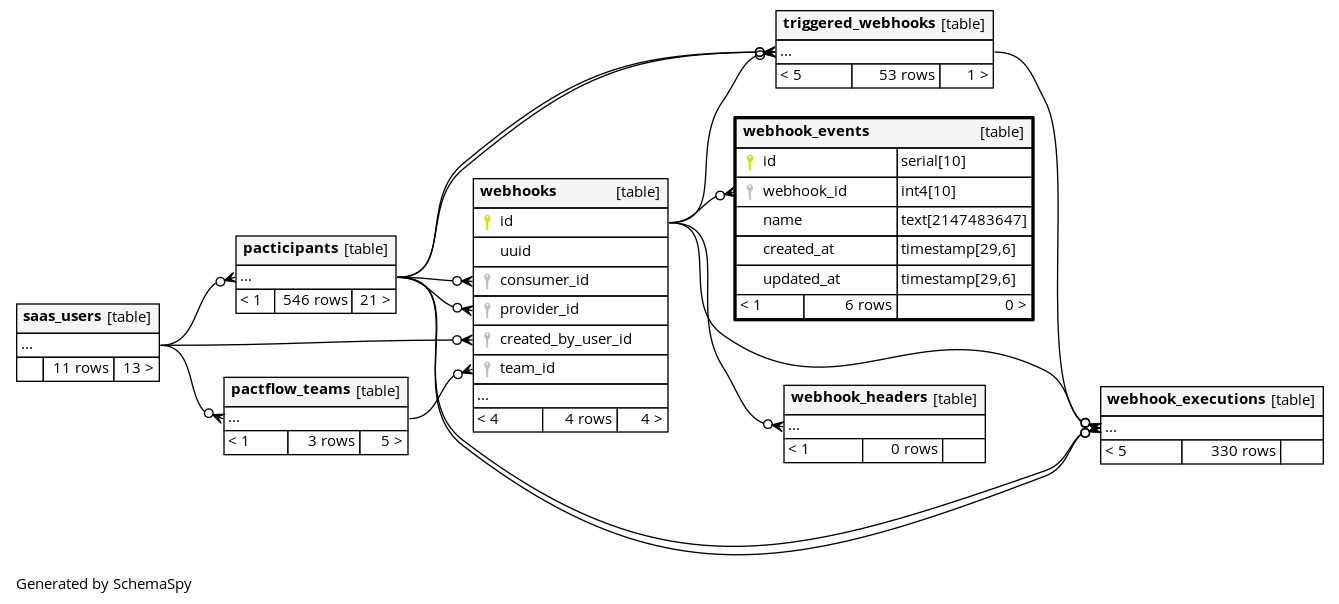 triggered_webhooks [table]
...
< 5 53 rows 1 >
webhook_events [table]
id serial[10]
webhook_id int4[10]
name text[2147483647]
created_at timestamp[29,6]
updated_at timestamp[29,6]
< 1 6 rows 0 >
webhooks [table]
id
uuid
consumer_id
provider_id
created_by_user_id
team_id
...
< 4 4 rows 4 >
pacticipants [table]
...
< 1 546 rows 21 >
saas_users [table]
...
11 rows 13 >
pactflow_teams [table]
...
< 1 3 rows 5 >
webhook_headers [table]
...
< 1 0 rows
webhook_executions [table]
...
< 5 330 rows
Generated by SchemaSpy